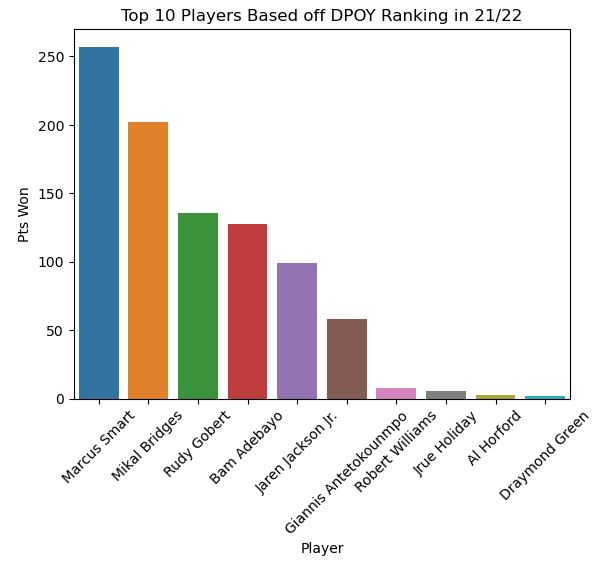 Top 10 Players Based off DPOY Ranking in 21/22
Pts Won
250
200
150
100
50
0
Marcus Smart
Mikal Bridges
Rudy Gobert
Bam Adebayo
Jaren Jackson Jr.
Giannis Antetokounmpo
Robert Williams
Jrue Holiday
Al Horford
Draymond Green
Player